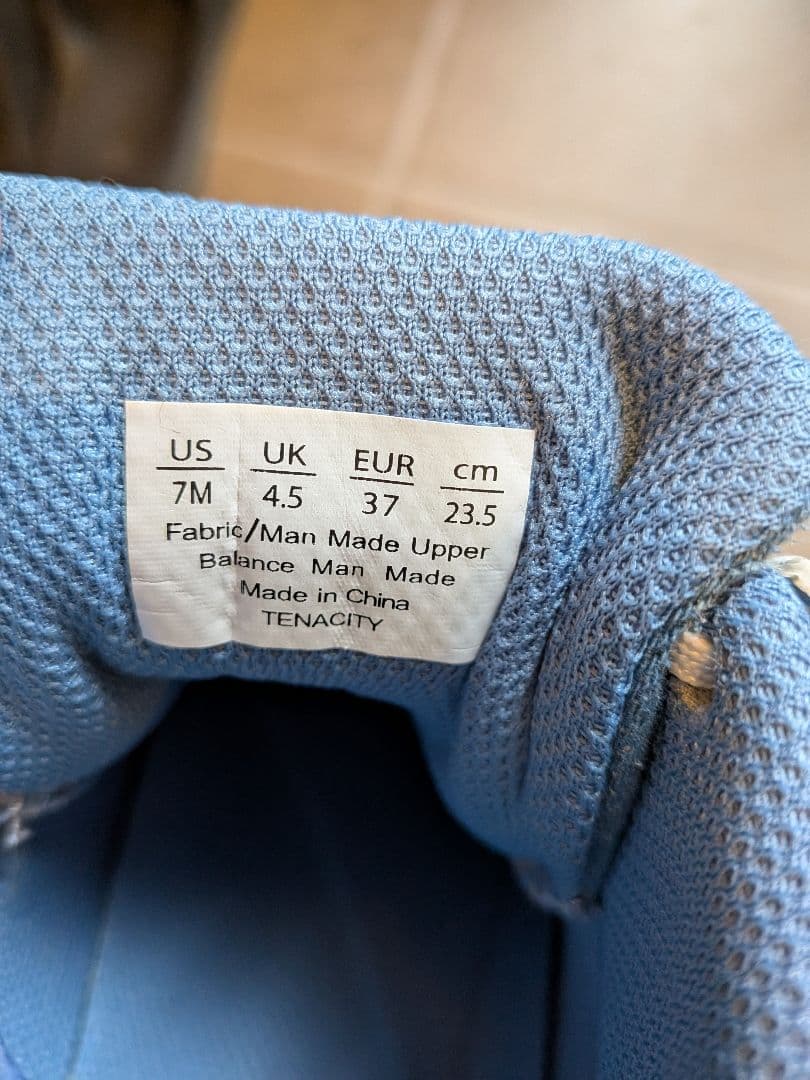 US UK EUR cm
7M 4.5 37 23.5
Fabric/Man Made Upper
Balance Man Made
Made in China
TENACITY